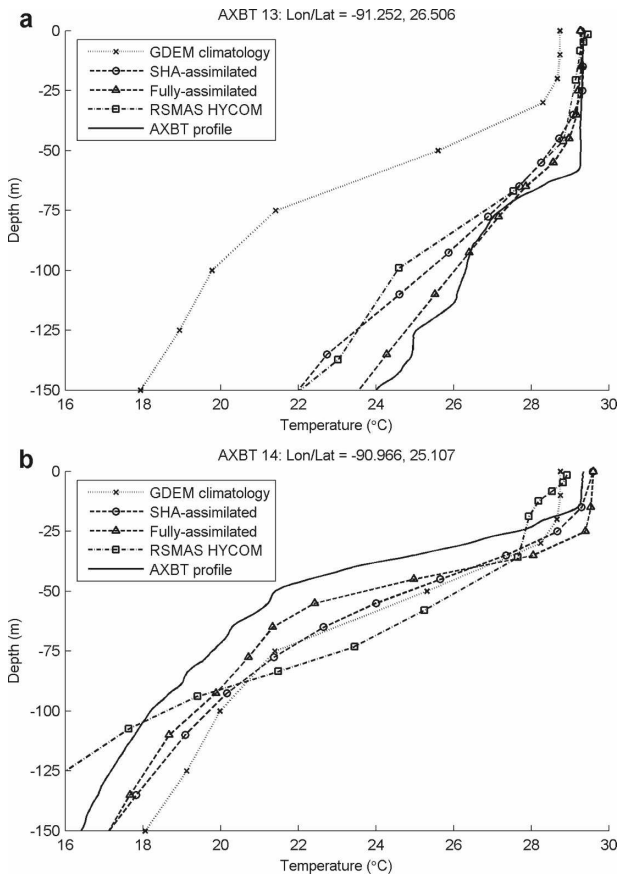 a
AXBT 13: Lon/Lat = -91.252, 26.506
0
-25
-50
-75
-100
-125
-150
Depth (m)
GDEM climatology
SHA-assimilated
Fully-assimilated
RSMAS HYCOM
AXBT profile
16 18 20 22 24 26 28 30
Temperature (°C)
b
AXBT 14: Lon/Lat = -90.966, 25.107
0
-25
-50
-75
-100
-125
-150
Depth (m)
GDEM climatology
SHA-assimilated
Fully-assimilated
RSMAS HYCOM
AXBT profile
16 18 20 22 24 26 28 30
Temperature (°C)